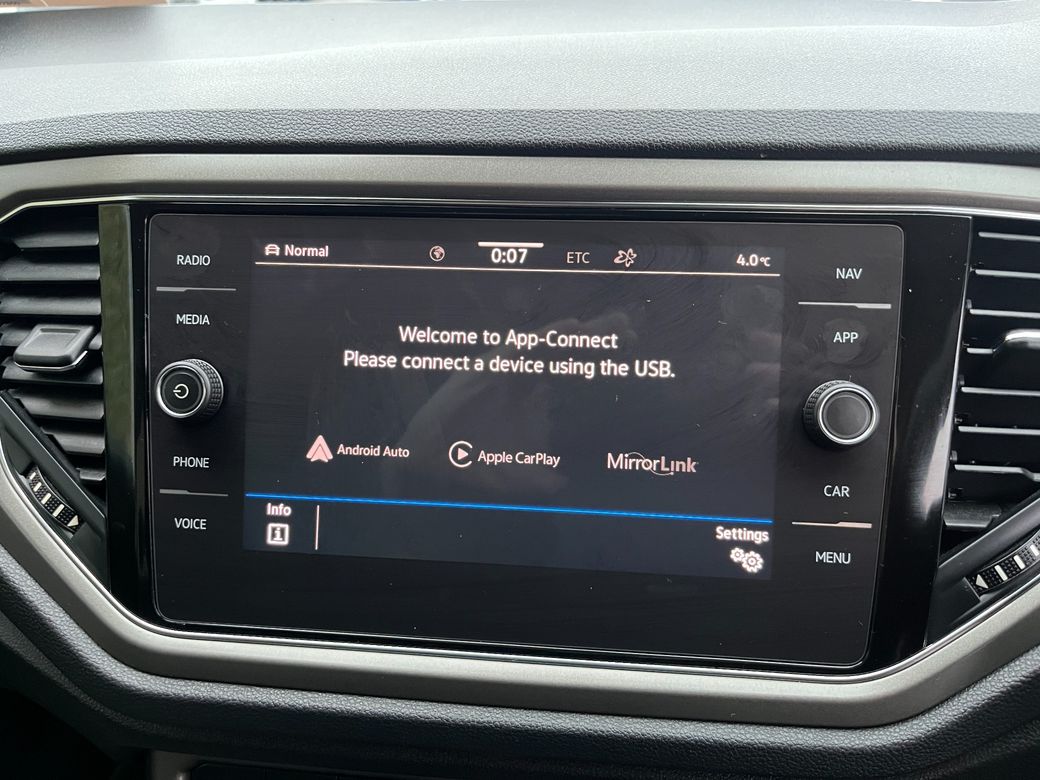 RADIO
MEDIA
PHONE
VOICE
Normal
0:07
ETC
4.0°C
Welcome to App-Connect
Please connect a device using the USB.
Android Auto
Apple CarPlay
MirrorLink
Info
Settings
NAV
APP
CAR
MENU